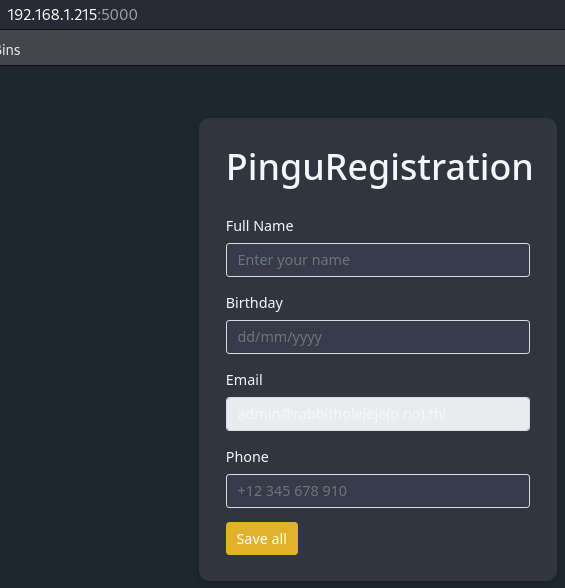 192.168.1.215:5000
Bins
PinguRegistration
Full Name
Enter your name
Birthday
dd/mm/yyyy
Email
admin@rabbitholejeje(o no).thl
Phone
+12 345 678 910
Save all